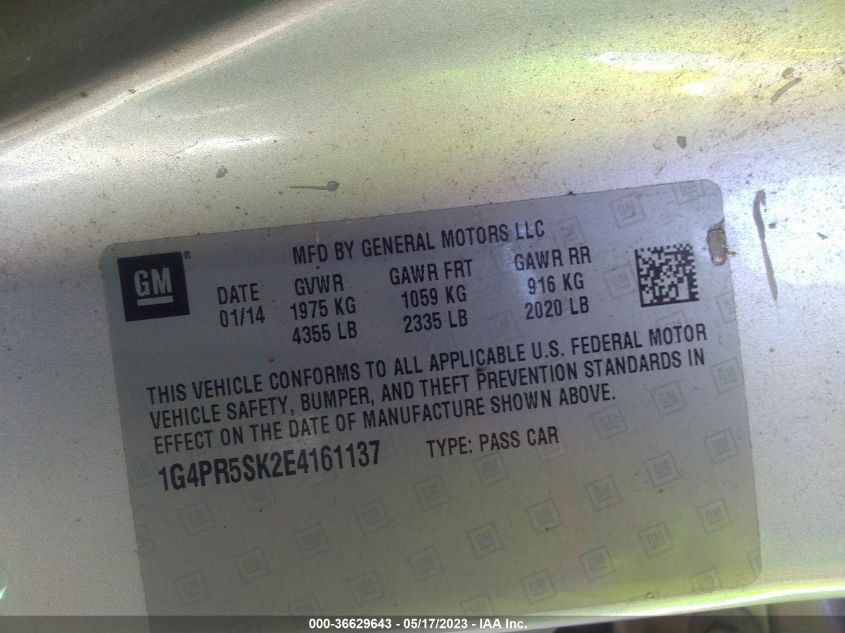 MFD BY GENERAL MOTORS LLC
GM®
DATE GVWR GAWR FRT GAWR RR
01/14 1975 KG 1059 KG 916 KG
4355 LB 2335 LB 2020 LB
THIS VEHICLE CONFORMS TO ALL APPLICABLE U.S. FEDERAL MOTOR
VEHICLE SAFETY, BUMPER, AND THEFT PREVENTION STANDARDS IN
EFFECT ON THE DATE OF MANUFACTURE SHOWN ABOVE.
1G4PR5SK2E4161137 TYPE: PASS CAR
000-36629643 - 05/17/2023 - IAA Inc.